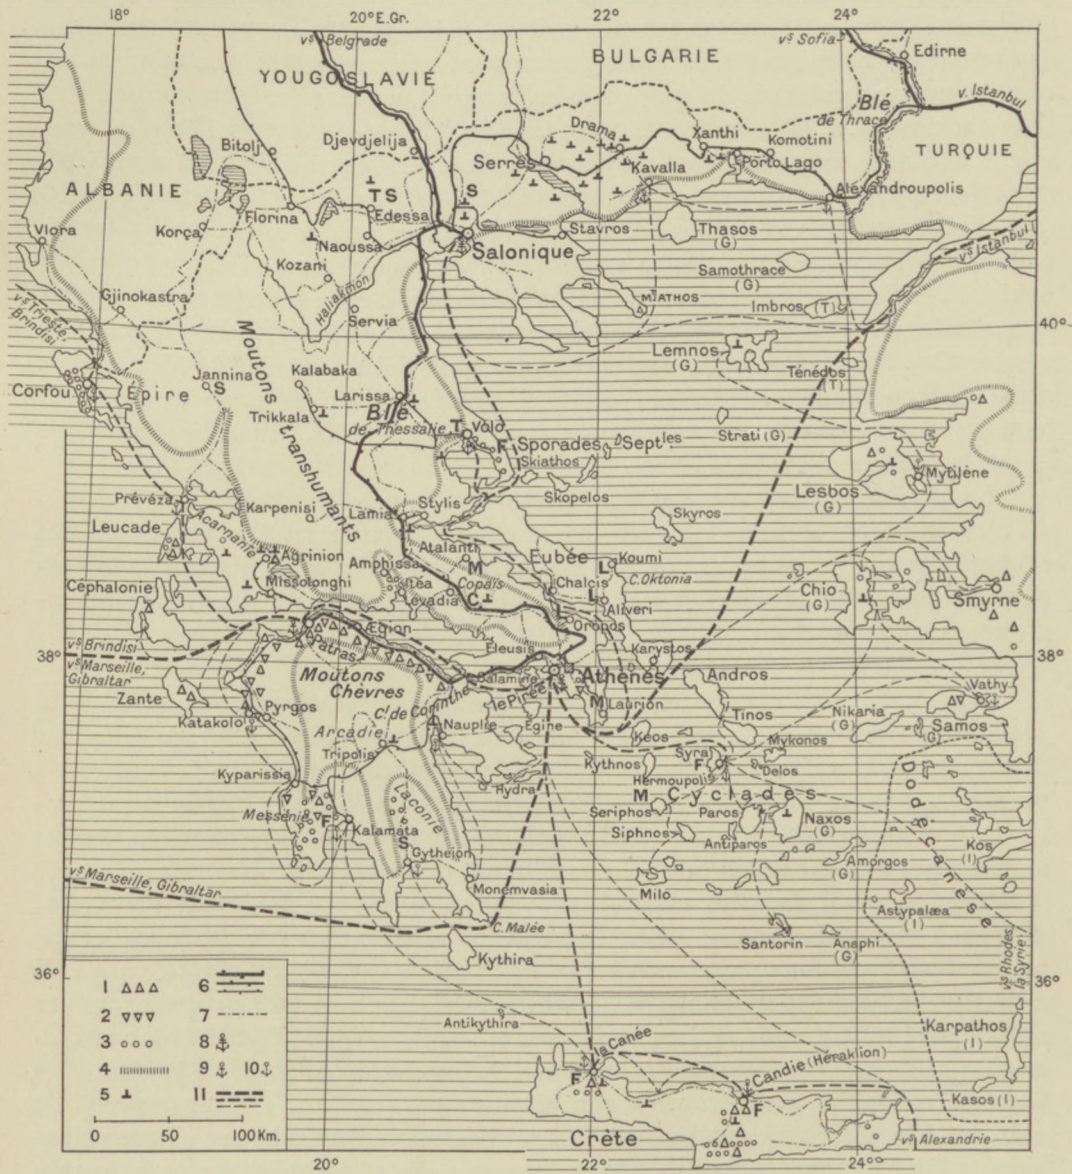 18° 20° E.Gr. 22° 24°
vs Belgrade
vs Sofia
Edirne
YOUGOSLAVIE
BULGARIE
Blé
de Thrace
v. Istanbul
Drama
Xanthi
Komotini
Bitolj
Djevdjelija
Serrès
Kavalla
Porto Lago
TURQUIE
ALBANIE
TS
S
Alexandroupolis
Florina
Edessa
Korça
Vlora
Naoussa
Stavros
Thasos
(G)
Salonique
vs Istanbul
Kozani
Samothrace
(G)
Gjinokastra
Haliakmon
Mt ATHOS
vs Trieste,
Brindisi
Servia
Imbros (T)
40°
Moutons transhumants
Lemnos
(G)
Jannina
S
Kalabaka
Ténédos
(T)
Corfou
Épire
Larissa
Trikkala
Blé
de Thessalie
T
Volo
F
Strati (G)
Sporades Septles
Skiathos
Skopelos
Mytilène
Lesbos
(G)
Prévéza
Karpenisi
Stylis
Lamia
Skyros
Leucade
Acarnanie
Agrinion
Atalanti
Amphissa
M
Eubée
Koumi
L
Missolonghi
Itéa
Copaïs
Chalcis
C. Oktonia
Céphalonie
Levadia
C
L
Aliveri
Chio
(G)
Smyrne
Oropos
L
Ægion
vs Brindisi
Patras
Eleusis
Karystos
38° 38°
vs Marseille,
Gibraltar
Moutons
Chèvres
Salamine
Athènes
Andros
le Pirée
M
Vathy
Zante
C! de Corinthe
M
Laurion
Katakolo
Pyrgos
Nauplie
Egine
Tinos
Nikaria
(G)
Samos
(G)
Arcadie
Kéos
Mykonos
Tripolis
Syra
F
Kythnos
Delos
Kyparissia
Hydra
Hermoupolis
M Cyclades
Dodécanèse
Laconie
Seriphos
Paros
Naxos
(G)
Messénie
F
Kalamata
Siphnos
Antiparos
Kos
(I)
S
Gytheion
Amorgos
(G)
vs Marseille, Gibraltar
Monemvasia
Milo
Astypalæa
(I)
C. Malée
Santorin
Anaphi
(G)
vs Rhodes,
la Syrie
Kythira
36° 36°
1 6
2 7
3 8
4 9 10
5 11
0 50 100 Km.
Antikythira
la Canée
Karpathos
(I)
Candie (Héraklion)
F
F
Kasos (I)
Crète
vs Alexandrie
20° 22° 24°